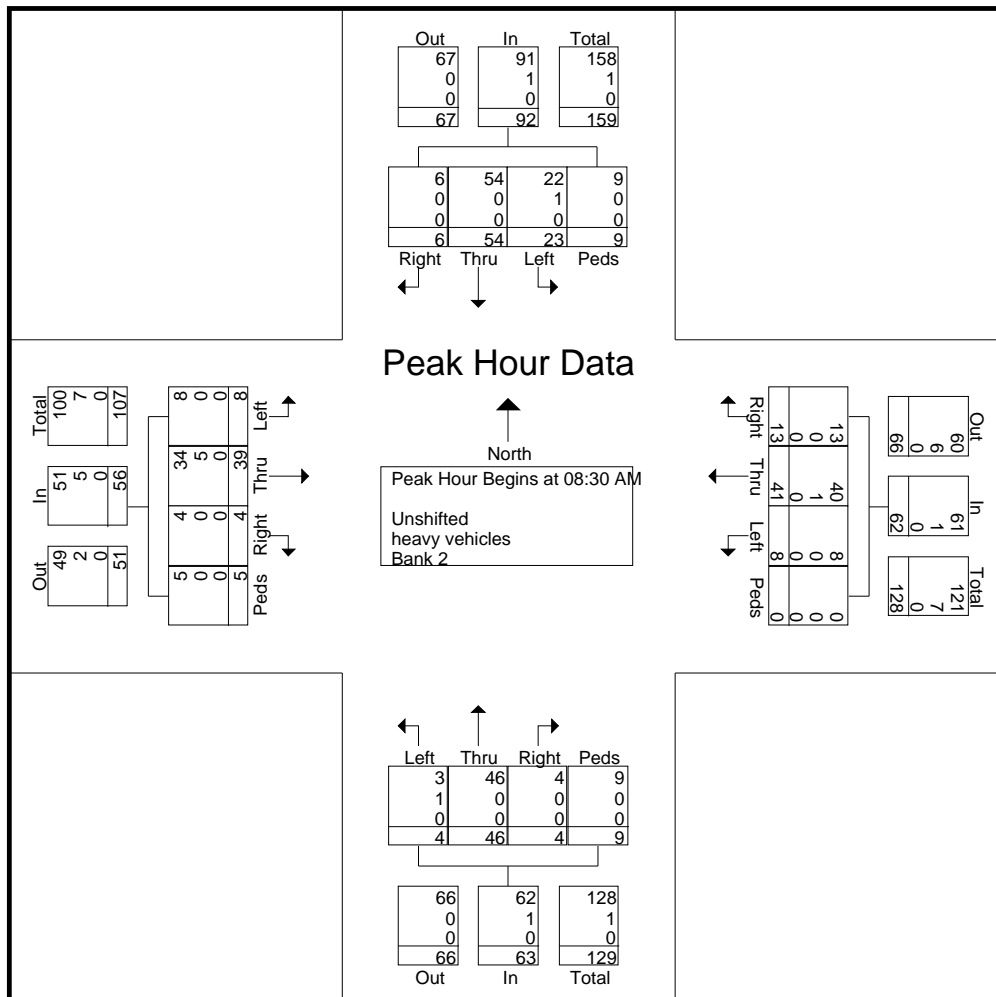 Out In Total
67 91 158
0 1 1
0 0 0
67 92 159
6 54 22 9
0 0 1 0
0 0 0 0
6 54 23 9
Right Thru Left Peds
Peak Hour Data
North
Peak Hour Begins at 08:30 AM
Unshifted
heavy vehicles
Bank 2
Total
100
7
0
107
In
51
5
0
56
Out
49
2
0
51
8 0 0 8 Left
34 5 0 39 Thru
4 0 0 4 Right
5 0 0 5 Peds
Right 13 0 0 13
Thru 41 0 1 40
Left 8 0 0 8
Peds 0 0 0 0
Out
60
6
0
66
In
61
1
0
62
Total
121
7
0
128
Left Thru Right Peds
3 46 4 9
1 0 0 0
0 0 0 0
4 46 4 9
66 62 128
0 1 1
0 0 0
66 63 129
Out In Total